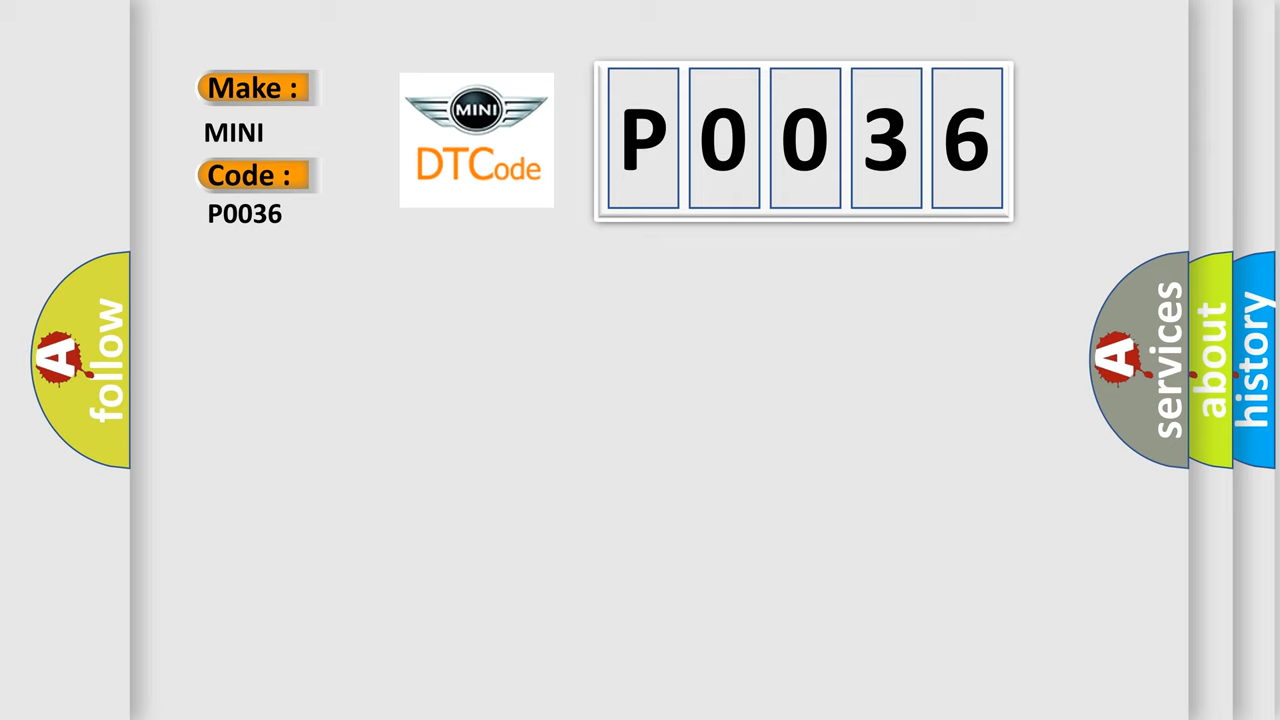 Make :
MINI
Code :
P0036
MINI
DTCode
P0036
A follow
A services
about
history